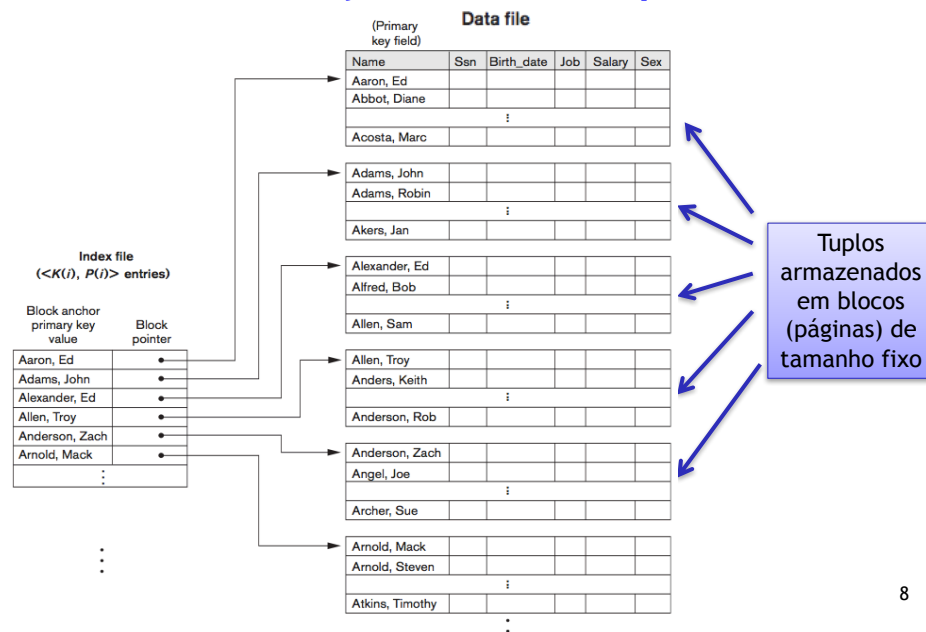 Data file
(Primary
key field)
Name Ssn Birth_date Job Salary Sex
Aaron, Ed
Abbot, Diane
⋮
Acosta, Marc
Adams, John
Adams, Robin
⋮
Akers, Jan
Alexander, Ed
Alfred, Bob
⋮
Allen, Sam
Allen, Troy
Anders, Keith
⋮
Anderson, Rob
Anderson, Zach
Angel, Joe
⋮
Archer, Sue
Arnold, Mack
Arnold, Steven
⋮
Atkins, Timothy
⋮
Index file
(<K(i), P(i)> entries)
Block anchor
primary key
value
Block
pointer
Aaron, Ed
Adams, John
Alexander, Ed
Allen, Troy
Anderson, Zach
Arnold, Mack
⋮
⋮
Tuplos
armazenados
em blocos
(páginas) de
tamanho fixo
8